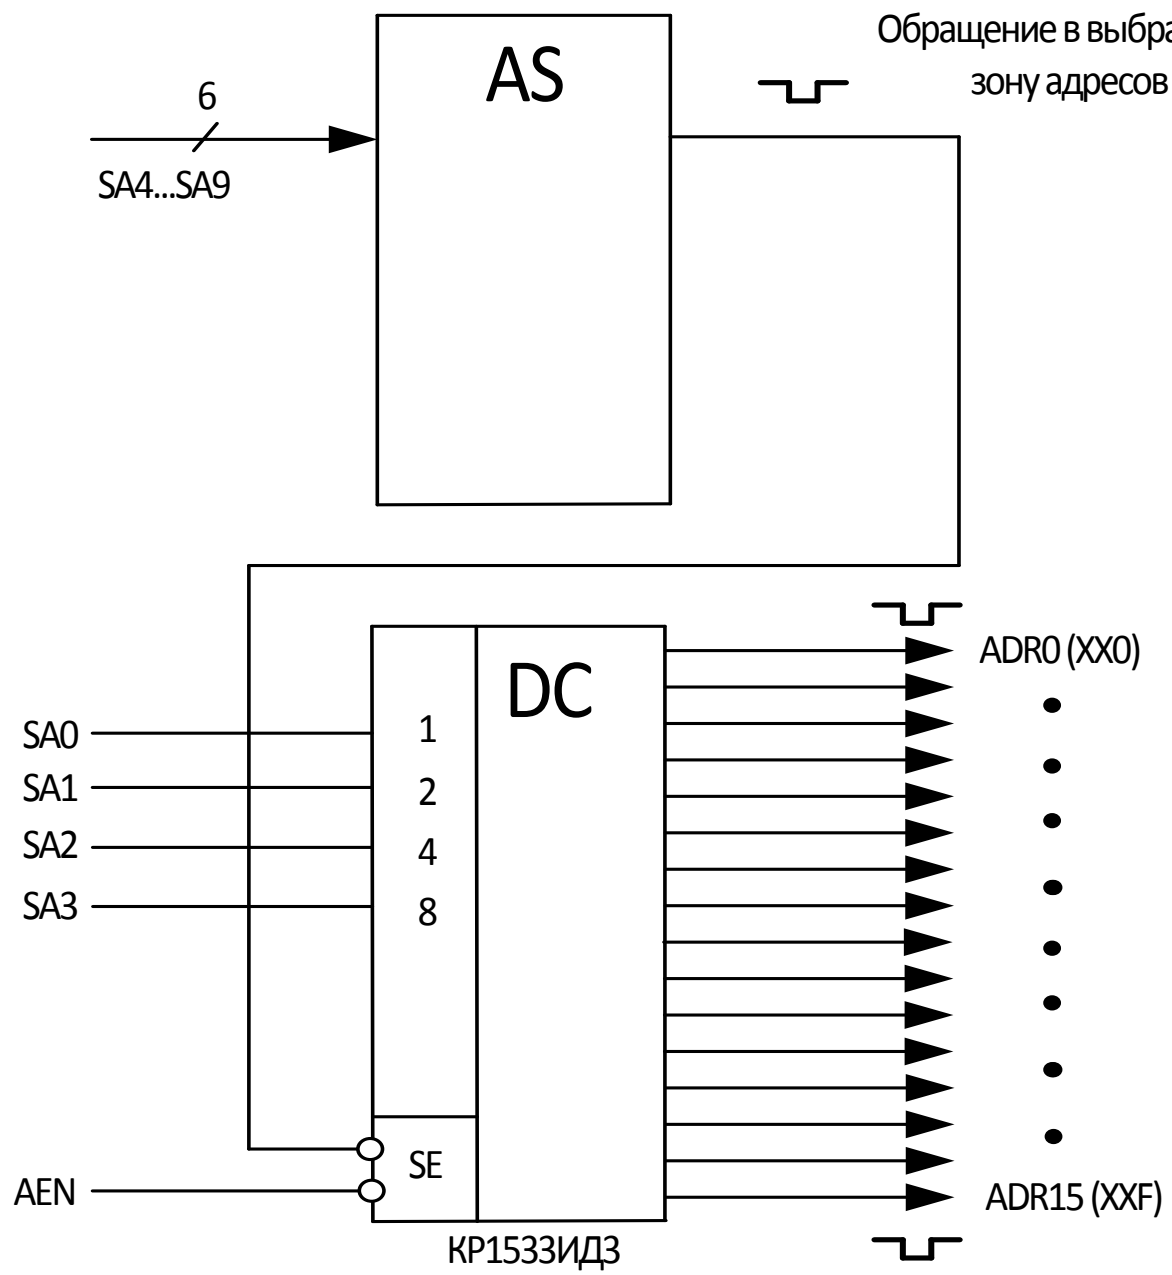 Обращение в выбра
зону адресов
AS
6
SA4...SA9
DC
ADR0 (XX0)
SA0
1
SA1
2
SA2
4
SA3
8
SE
AEN
ADR15 (XXF)
КР1533ИД3